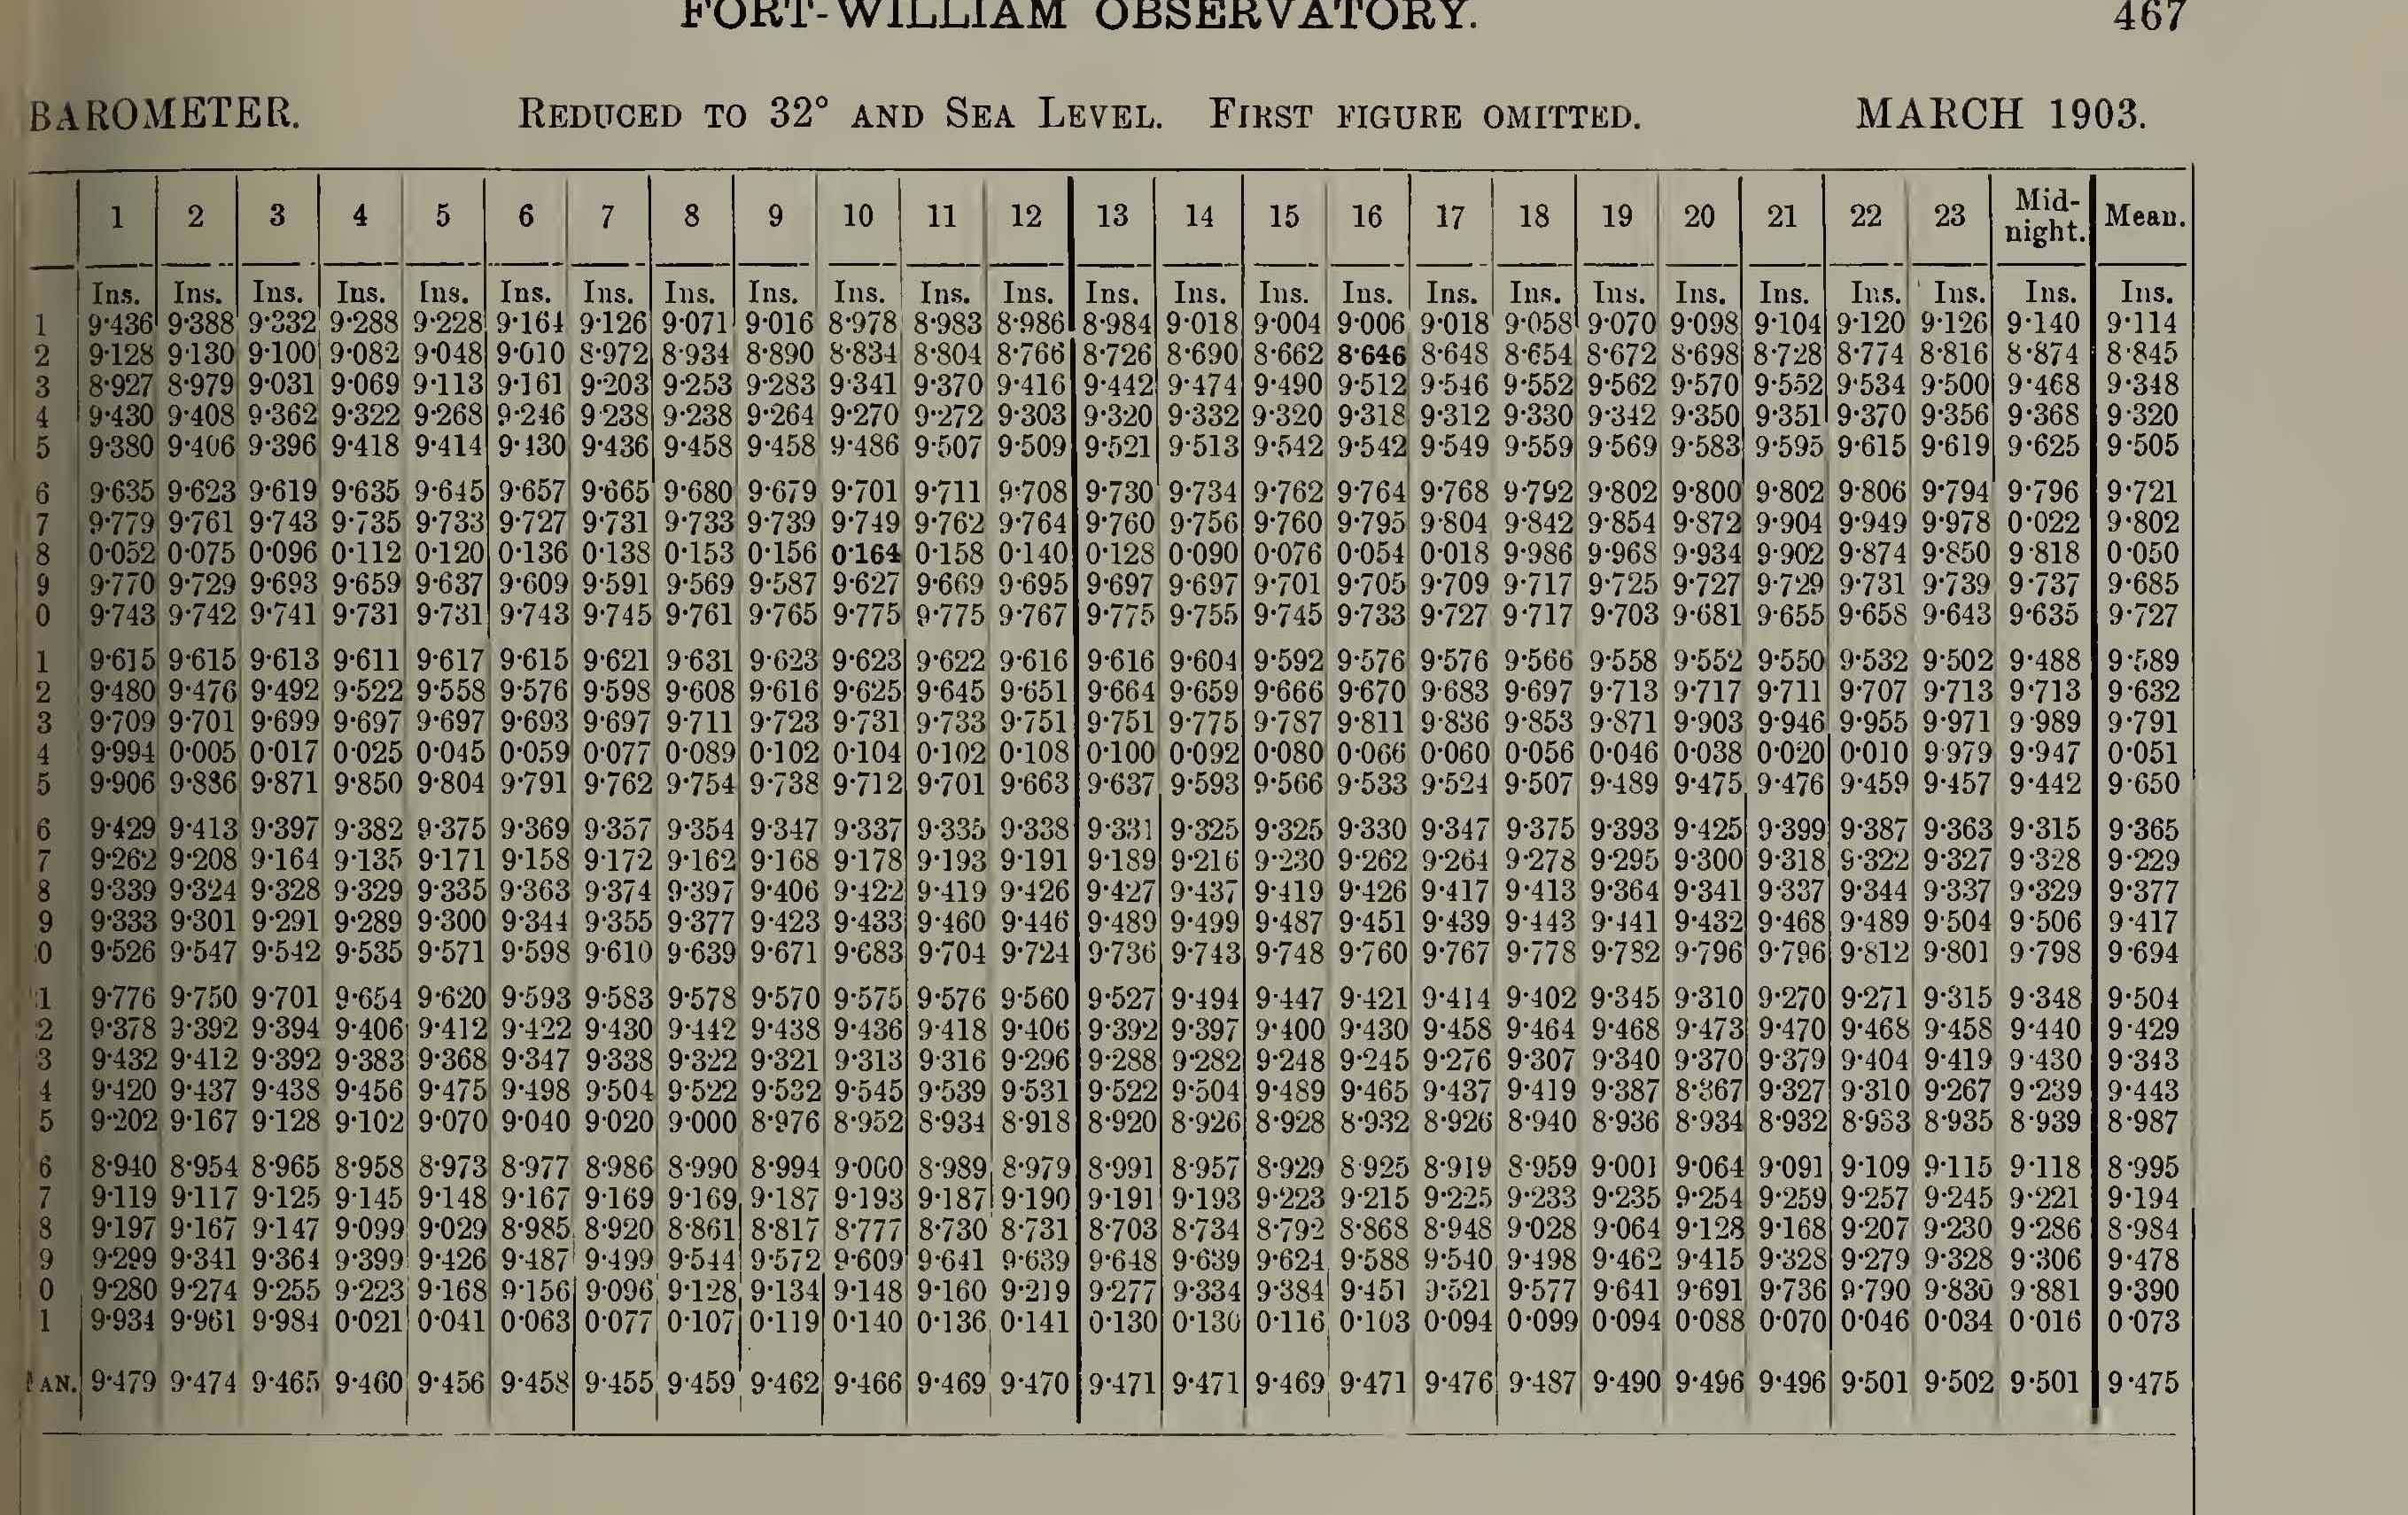 FORT-WILLIAM OBSERVATORY. 467
BAROMETER. REDUCED TO 32° AND SEA LEVEL. FIRST FIGURE OMITTED. MARCH 1903.
1 2 3 4 5 6 7 8 9 10 11 12 13 14 15 16 17 18 19 20 21 22 23 Mid-night. Mean.
Ins. Ins. Ins. Ins. Ins. Ins. Ins. Ins. Ins. Ins. Ins. Ins. Ins. Ins. Ins. Ins. Ins. Ins. Ins. Ins. Ins. Ins. Ins. Ins. Ins.
1 9·436 9·388 9·332 9·288 9·228 9·164 9·126 9·071 9·016 8·978 8·983 8·986 8·984 9·018 9·004 9·006 9·018 9·058 9·070 9·098 9·104 9·120 9·126 9·140 9·114
2 9·128 9·130 9·100 9·082 9·048 9·010 8·972 8·934 8·890 8·834 8·804 8·766 8·726 8·690 8·662 8·646 8·648 8·654 8·672 8·698 8·728 8·774 8·816 8·874 8·845
3 8·927 8·979 9·031 9·069 9·113 9·161 9·203 9·253 9·283 9·341 9·370 9·416 9·442 9·474 9·490 9·512 9·546 9·552 9·562 9·570 9·552 9·534 9·500 9·468 9·348
4 9·430 9·408 9·362 9·322 9·268 9·246 9·238 9·238 9·264 9·270 9·272 9·303 9·320 9·332 9·320 9·318 9·312 9·330 9·342 9·350 9·351 9·370 9·356 9·368 9·320
5 9·380 9·406 9·396 9·418 9·414 9·430 9·436 9·458 9·458 9·486 9·507 9·509 9·521 9·513 9·542 9·542 9·549 9·559 9·569 9·583 9·595 9·615 9·619 9·625 9·505
6 9·635 9·623 9·619 9·635 9·645 9·657 9·665 9·680 9·679 9·701 9·711 9·708 9·730 9·734 9·762 9·764 9·768 9·792 9·802 9·800 9·802 9·806 9·794 9·796 9·721
7 9·779 9·761 9·743 9·735 9·733 9·727 9·731 9·733 9·739 9·749 9·762 9·764 9·760 9·756 9·760 9·795 9·804 9·842 9·854 9·872 9·904 9·949 9·978 0·022 9·802
8 0·052 0·075 0·096 0·112 0·120 0·136 0·138 0·153 0·156 0·164 0·158 0·140 0·128 0·090 0·076 0·054 0·018 9·986 9·968 9·934 9·902 9·874 9·850 9·818 0·050
9 9·770 9·729 9·693 9·659 9·637 9·609 9·591 9·569 9·587 9·627 9·669 9·695 9·697 9·697 9·701 9·705 9·709 9·717 9·725 9·727 9·729 9·731 9·739 9·737 9·685
0 9·743 9·742 9·741 9·731 9·731 9·743 9·745 9·761 9·765 9·775 9·775 9·767 9·775 9·755 9·745 9·733 9·727 9·717 9·703 9·681 9·655 9·658 9·643 9·635 9·727
1 9·615 9·615 9·613 9·611 9·617 9·615 9·621 9·631 9·623 9·623 9·622 9·616 9·616 9·604 9·592 9·576 9·576 9·566 9·558 9·552 9·550 9·532 9·502 9·488 9·589
2 9·480 9·476 9·492 9·522 9·558 9·576 9·598 9·608 9·616 9·625 9·645 9·651 9·664 9·659 9·666 9·670 9·683 9·697 9·713 9·717 9·711 9·707 9·713 9·713 9·632
3 9·709 9·701 9·699 9·697 9·697 9·693 9·697 9·711 9·723 9·731 9·733 9·751 9·751 9·775 9·787 9·811 9·836 9·853 9·871 9·903 9·946 9·955 9·971 9·989 9·791
4 9·994 0·005 0·017 0·025 0·045 0·059 0·077 0·089 0·102 0·104 0·102 0·108 0·100 0·092 0·080 0·066 0·060 0·056 0·046 0·038 0·020 0·010 9·979 9·947 0·051
5 9·906 9·886 9·871 9·850 9·804 9·791 9·762 9·754 9·738 9·712 9·701 9·663 9·637 9·593 9·566 9·533 9·524 9·507 9·489 9·475 9·476 9·459 9·457 9·442 9·650
6 9·429 9·413 9·397 9·382 9·375 9·369 9·357 9·354 9·347 9·337 9·335 9·338 9·331 9·325 9·325 9·330 9·347 9·375 9·393 9·425 9·399 9·387 9·363 9·315 9·365
7 9·262 9·208 9·164 9·135 9·171 9·158 9·172 9·162 9·168 9·178 9·193 9·191 9·189 9·216 9·230 9·262 9·264 9·278 9·295 9·300 9·318 9·322 9·327 9·328 9·229
8 9·339 9·324 9·328 9·329 9·335 9·363 9·374 9·397 9·406 9·422 9·419 9·426 9·427 9·437 9·419 9·426 9·417 9·413 9·364 9·341 9·337 9·344 9·337 9·329 9·377
9 9·333 9·301 9·291 9·289 9·300 9·344 9·355 9·377 9·423 9·433 9·460 9·446 9·489 9·499 9·487 9·451 9·439 9·443 9·441 9·432 9·468 9·489 9·504 9·506 9·417
0 9·526 9·547 9·542 9·535 9·571 9·598 9·610 9·639 9·671 9·683 9·704 9·724 9·736 9·743 9·748 9·760 9·767 9·778 9·782 9·796 9·796 9·812 9·801 9·798 9·694
1 9·776 9·750 9·701 9·654 9·620 9·593 9·583 9·578 9·570 9·575 9·576 9·560 9·527 9·494 9·447 9·421 9·414 9·402 9·345 9·310 9·270 9·271 9·315 9·348 9·504
2 9·378 9·392 9·394 9·406 9·412 9·422 9·430 9·442 9·438 9·436 9·418 9·406 9·392 9·397 9·400 9·430 9·458 9·464 9·468 9·473 9·470 9·468 9·458 9·440 9·429
3 9·432 9·412 9·392 9·383 9·368 9·347 9·338 9·322 9·321 9·313 9·316 9·296 9·288 9·282 9·248 9·245 9·276 9·307 9·340 9·370 9·379 9·404 9·419 9·430 9·343
4 9·420 9·437 9·438 9·456 9·475 9·498 9·504 9·522 9·532 9·545 9·539 9·531 9·522 9·504 9·489 9·465 9·437 9·419 9·387 8·367 9·327 9·310 9·267 9·239 9·443
5 9·202 9·167 9·128 9·102 9·070 9·040 9·020 9·000 8·976 8·952 8·934 8·918 8·920 8·926 8·928 8·932 8·926 8·940 8·936 8·934 8·932 8·933 8·935 8·939 8·987
6 8·940 8·954 8·965 8·958 8·973 8·977 8·986 8·990 8·994 9·000 8·989 8·979 8·991 8·957 8·929 8·925 8·919 8·959 9·001 9·064 9·091 9·109 9·115 9·118 8·995
7 9·119 9·117 9·125 9·145 9·148 9·167 9·169 9·169 9·187 9·193 9·187 9·190 9·191 9·193 9·223 9·215 9·225 9·233 9·235 9·254 9·259 9·257 9·245 9·221 9·194
8 9·197 9·167 9·147 9·099 9·029 8·985 8·920 8·861 8·817 8·777 8·730 8·731 8·703 8·734 8·792 8·868 8·948 9·028 9·064 9·128 9·168 9·207 9·230 9·286 8·984
9 9·299 9·341 9·364 9·399 9·426 9·487 9·499 9·544 9·572 9·609 9·641 9·639 9·648 9·639 9·624 9·588 9·540 9·498 9·462 9·415 9·328 9·279 9·328 9·306 9·478
0 9·280 9·274 9·255 9·223 9·168 9·156 9·096 9·128 9·134 9·148 9·160 9·219 9·277 9·334 9·384 9·451 9·521 9·577 9·641 9·691 9·736 9·790 9·830 9·881 9·390
1 9·934 9·961 9·984 0·021 0·041 0·063 0·077 0·107 0·119 0·140 0·136 0·141 0·130 0·130 0·116 0·103 0·094 0·099 0·094 0·088 0·070 0·046 0·034 0·016 0·073
AN. 9·479 9·474 9·465 9·460 9·456 9·458 9·455 9·459 9·462 9·466 9·469 9·470 9·471 9·471 9·469 9·471 9·476 9·487 9·490 9·496 9·496 9·501 9·502 9·501 9·475